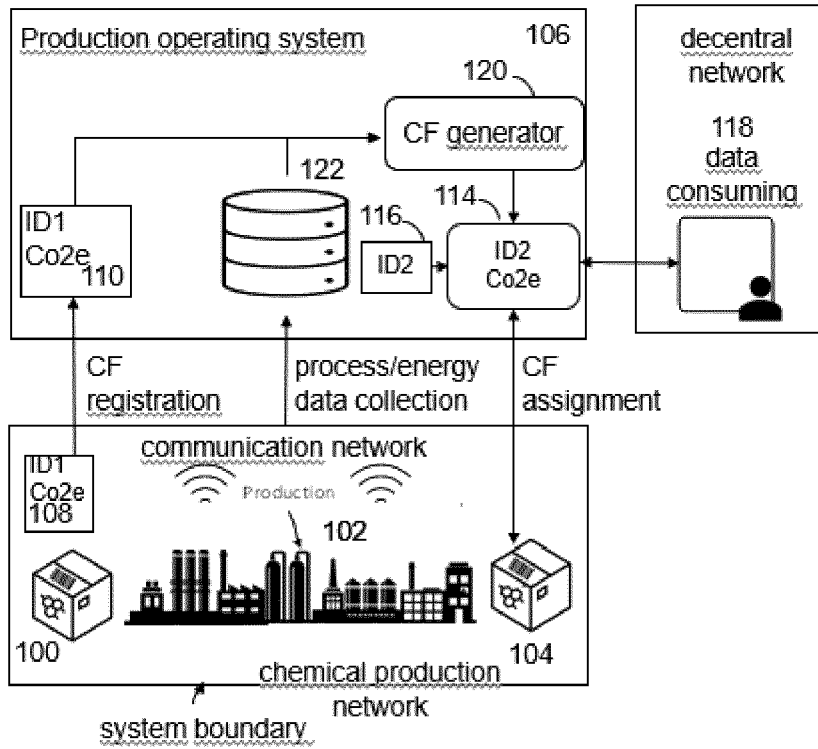 Production operating system
106
decentral
network
120
CF generator
118
data
consuming
122
114
116
ID1
Co2e
110
ID2
ID2
Co2e
CF
registration
process/energy
data collection
CF
assignment
communication network
ID1
Co2e
108
Production
102
100
104
chemical production
network
system boundary